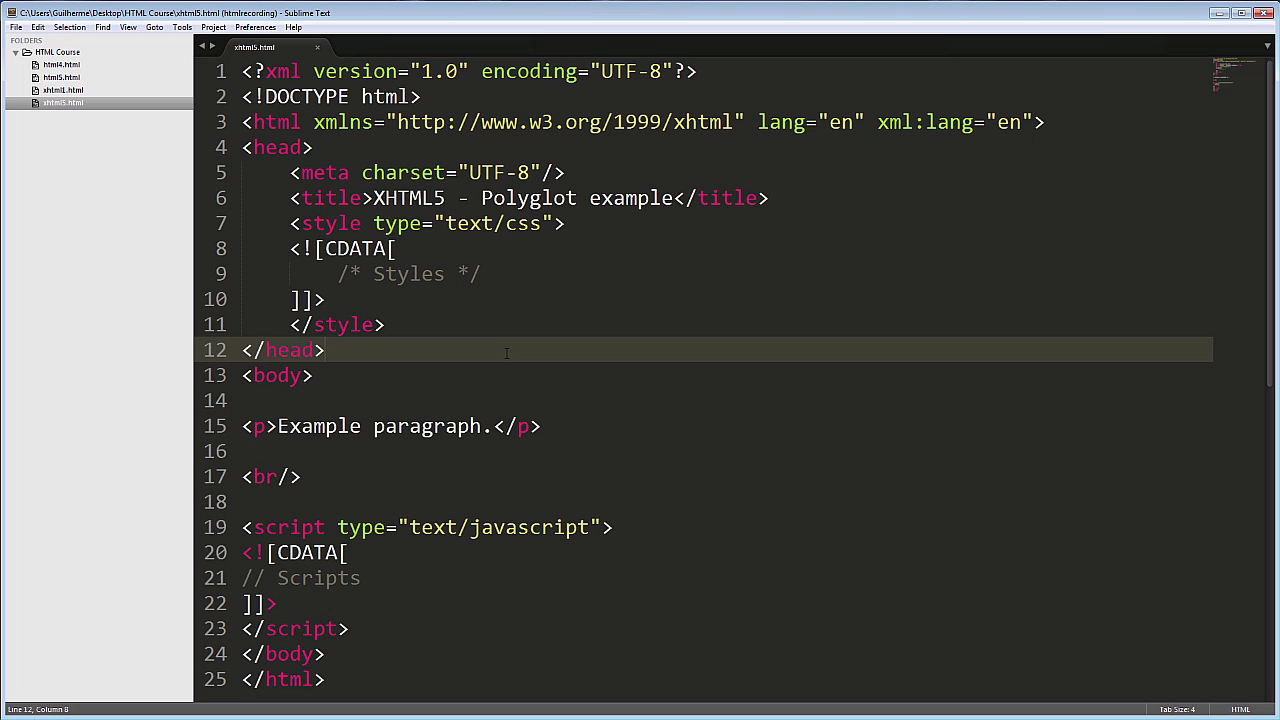 C:\Users\Guilherme\Desktop\HTML Course\xhtml5.html (htmlrecording) - Sublime Text
File Edit Selection Find View Goto Tools Project Preferences Help
FOLDERS
HTML Course
html4.html
html5.html
xhtml1.html
xhtml5.html
xhtml5.html
1 <?xml version="1.0" encoding="UTF-8"?>
2 <!DOCTYPE html>
3 <html xmlns="http://www.w3.org/1999/xhtml" lang="en" xml:lang="en">
4 <head>
5 <meta charset="UTF-8"/>
6 <title>XHTML5 - Polyglot example</title>
7 <style type="text/css">
8 <![CDATA[
9 /* Styles */
10 ]]>
11 </style>
12 </head>
13 <body>
14
15 <p>Example paragraph.</p>
16
17 <br/>
18
19 <script type="text/javascript">
20 <![CDATA[
21 // Scripts
22 ]]>
23 </script>
24 </body>
25 </html>
Line 12, Column 8
Tab Size: 4
HTML